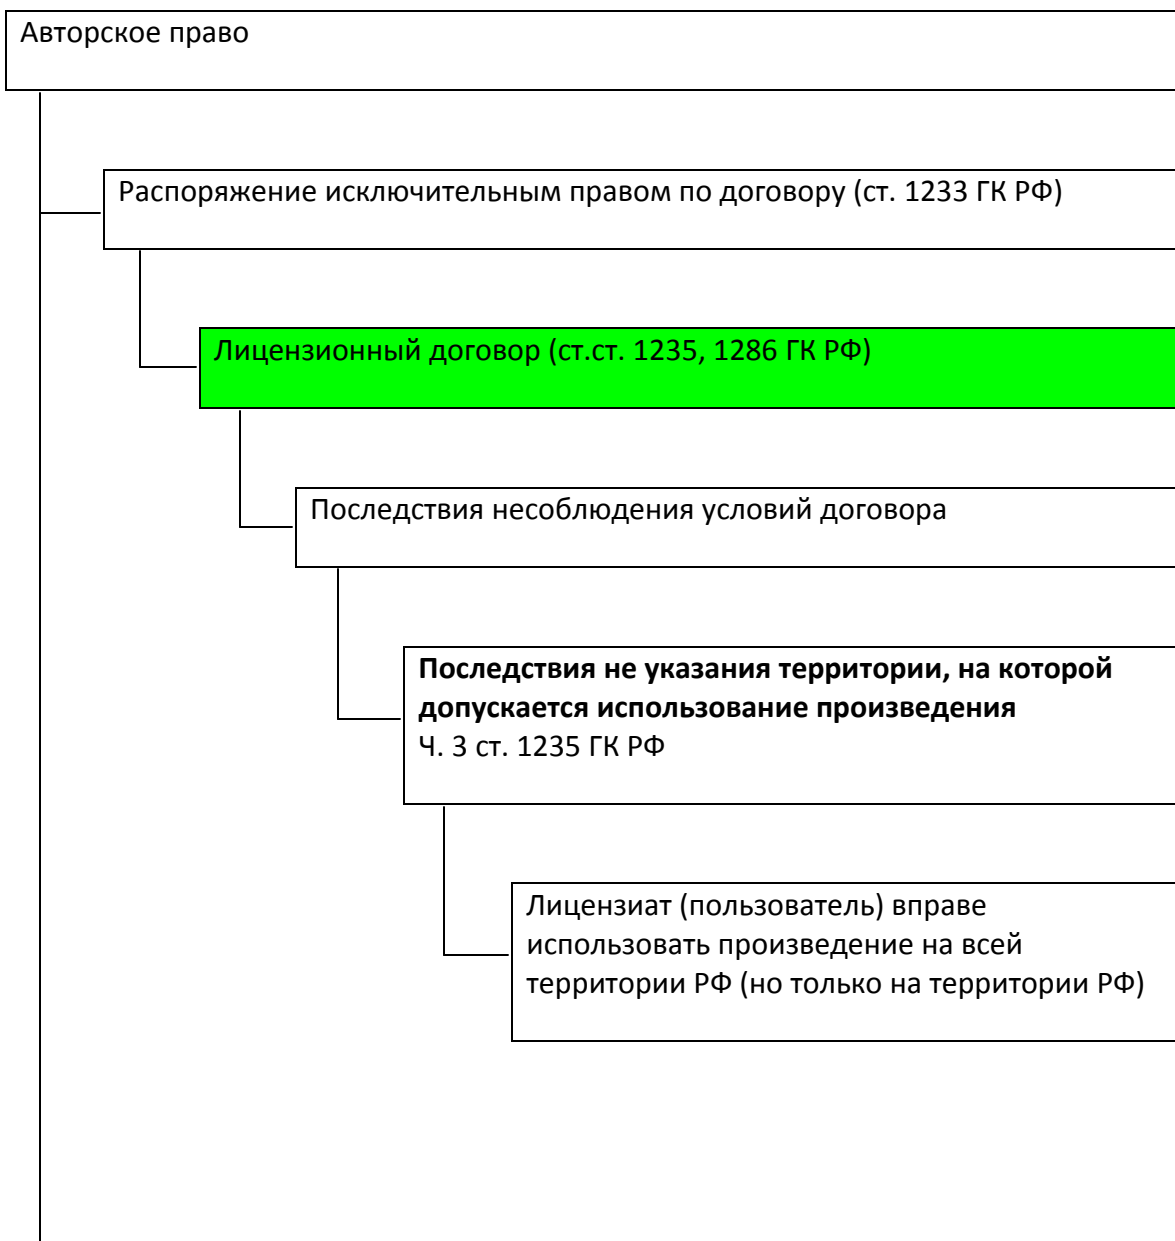 Авторское право
Распоряжение исключительным правом по договору (ст. 1233 ГК РФ)
Лицензионный договор (ст.ст. 1235, 1286 ГК РФ)
Последствия несоблюдения условий договора
Последствия не указания территории, на которой
допускается использование произведения
Ч. 3 ст. 1235 ГК РФ
Лицензиат (пользователь) вправе
использовать произведение на всей
территории РФ (но только на территории РФ)